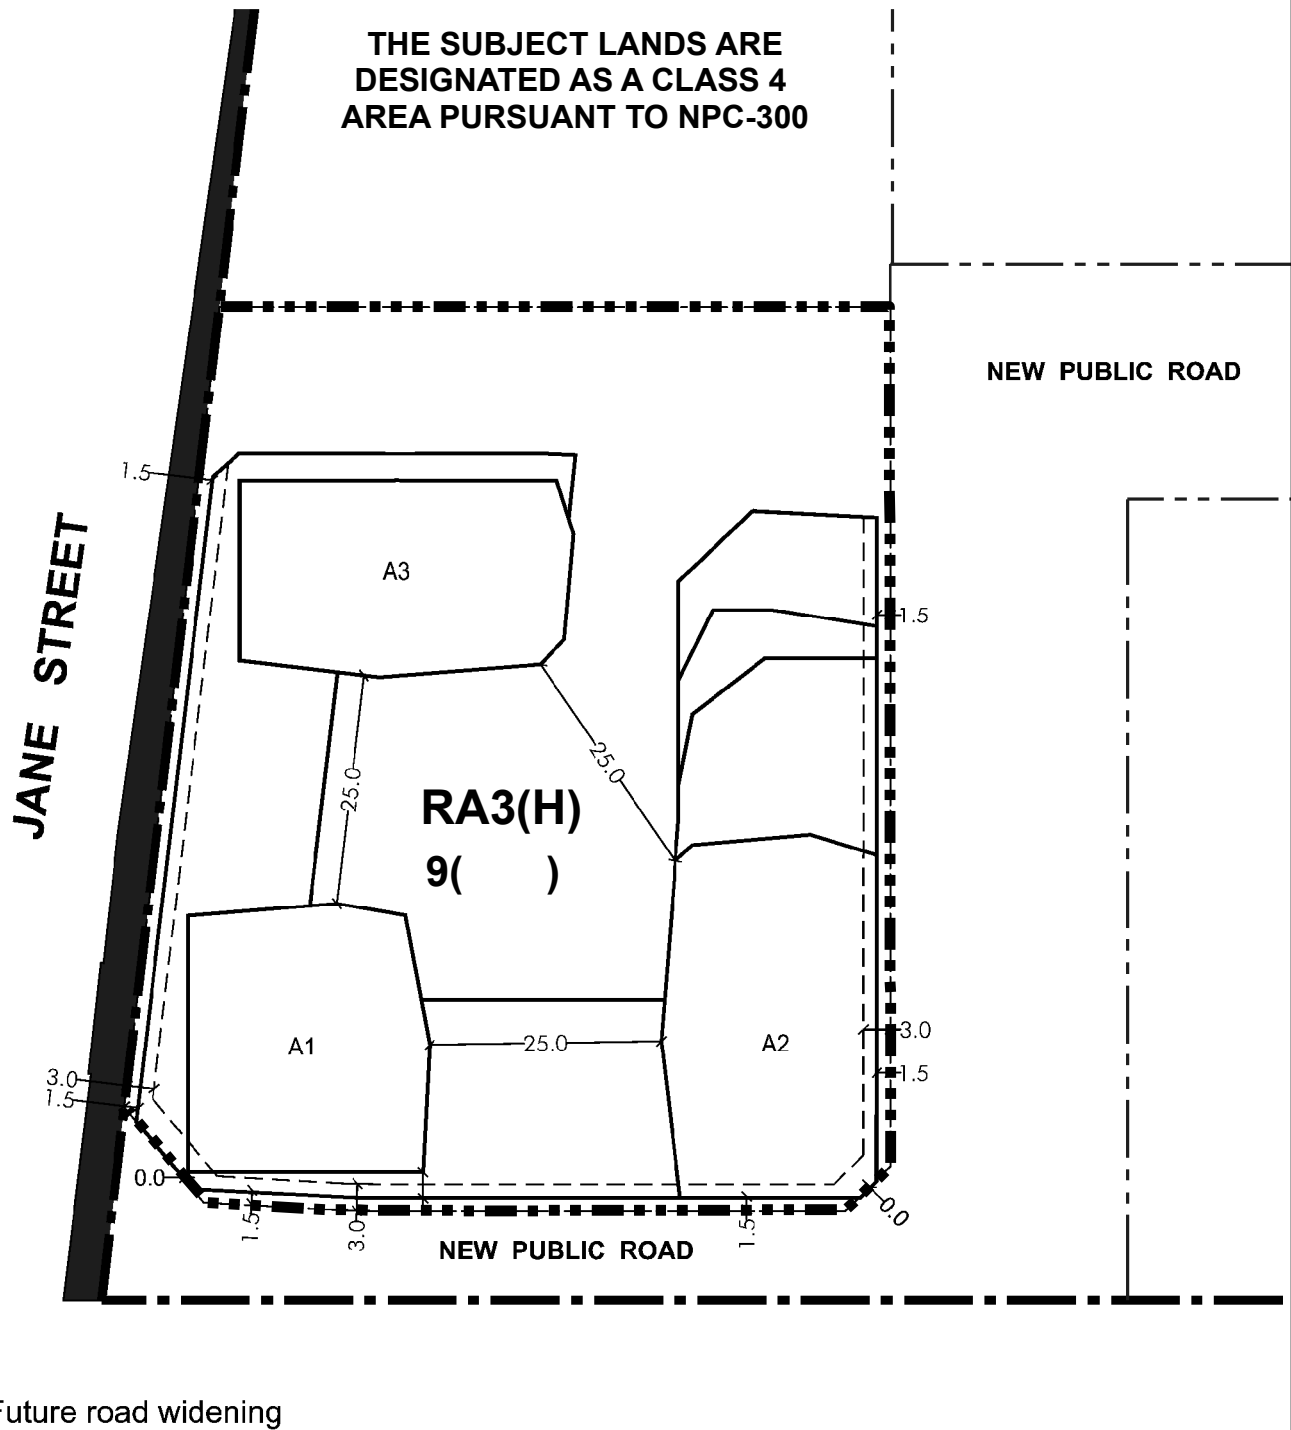 THE SUBJECT LANDS ARE
DESIGNATED AS A CLASS 4
AREA PURSUANT TO NPC-300
NEW PUBLIC ROAD
1.5
JANE STREET
A3
1.5
25.0
25.0
RA3(H)
9( )
A1
25.0
A2
3.0
1.5
3.0
1.5
0.0
0.0
1.5
3.0
1.5
NEW PUBLIC ROAD
Future road widening